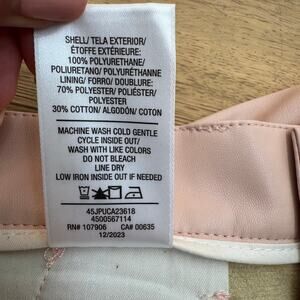 SHELL/ TELA EXTERIOR/
ÉTOFFE EXTÉRIEURE:
100% POLYURETHANE/
POLIURETANO/ POLYURÉTHANNE
LINING/ FORRO/ DOUBLURE:
70% POLYESTER/ POLIÉSTER/
POLYESTER
30% COTTON/ ALGODÓN/ COTON
MACHINE WASH COLD GENTLE
CYCLE INSIDE OUT/
WASH WITH LIKE COLORS
DO NOT BLEACH
LINE DRY
LOW IRON INSIDE OUT IF NEEDED
45JPUCA23618
4500567114
RN# 107906 CA# 00635
12/2023